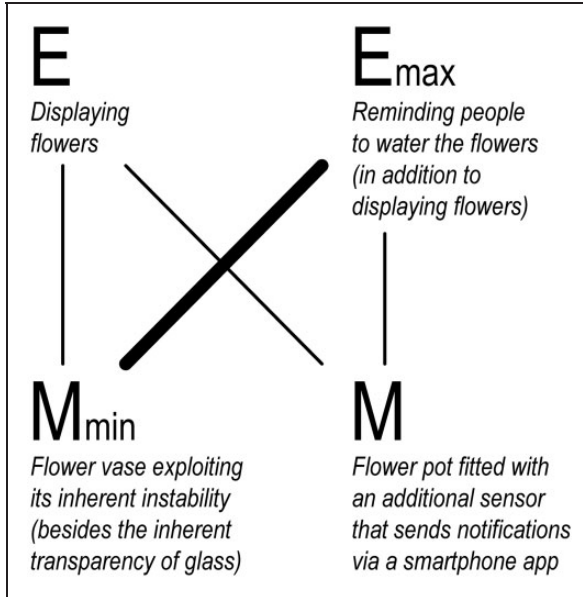 E
Displaying
flowers
Emax
Reminding people
to water the flowers
(in addition to
displaying flowers)
Mmin
Flower vase exploiting
its inherent instability
(besides the inherent
transparency of glass)
M
Flower pot fitted with
an additional sensor
that sends notifications
via a smartphone app